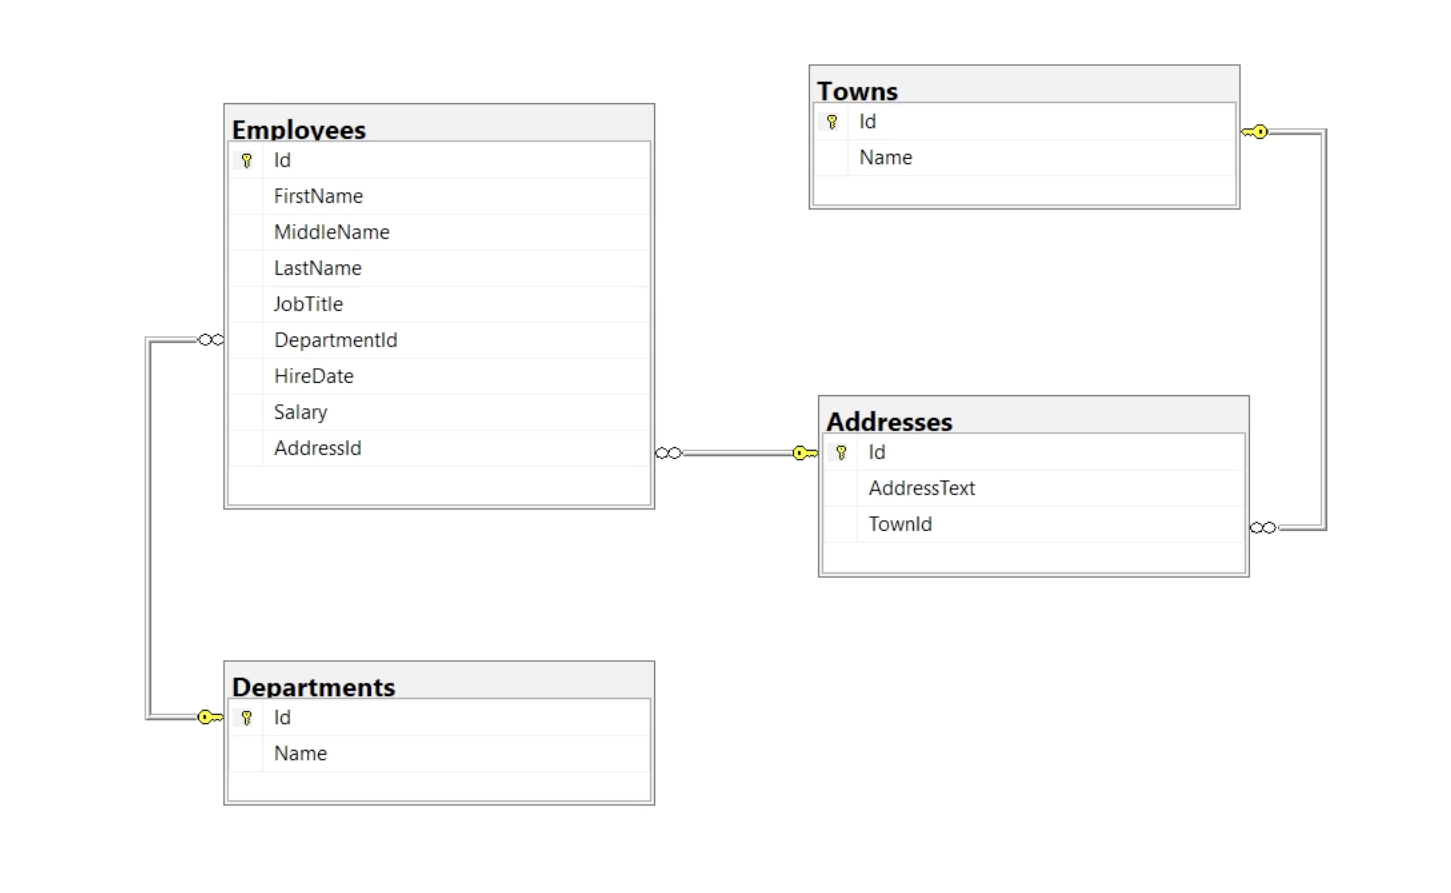 Employees
Id
FirstName
MiddleName
LastName
JobTitle
DepartmentId
HireDate
Salary
AddressId
Towns
Id
Name
Addresses
Id
AddressText
TownId
Departments
Id
Name